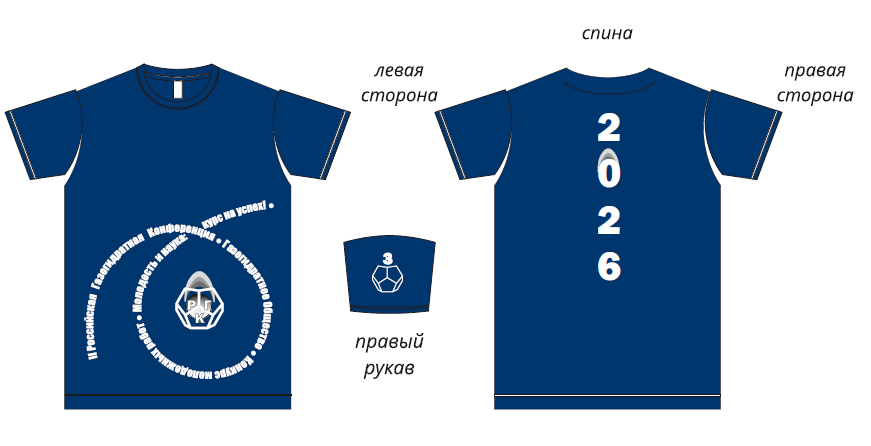 спина
левая
сторона
правая
сторона
II Российская Газогидратная Конференция ● Газогидратное Общество ● Конкурс молодежных работ ● Молодость и наука: курс на успех! ●
РГК
2
0
2
6
3
правый
рукав